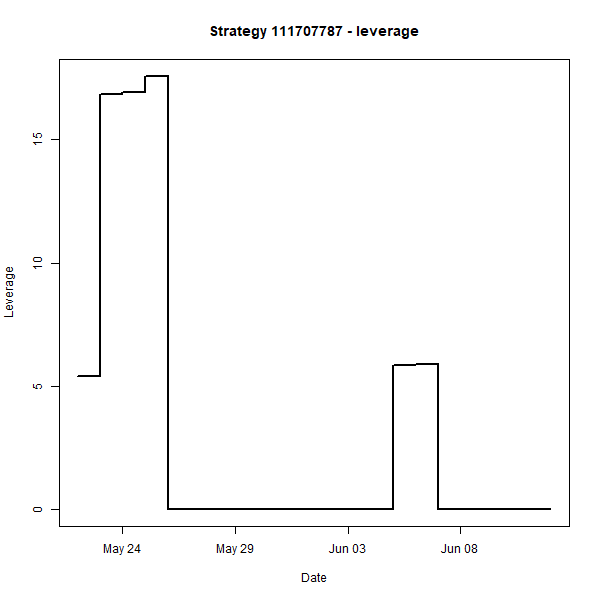 Strategy 111707787 - leverage
Leverage
15
10
5
0
May 24
May 29
Jun 03
Jun 08
Date